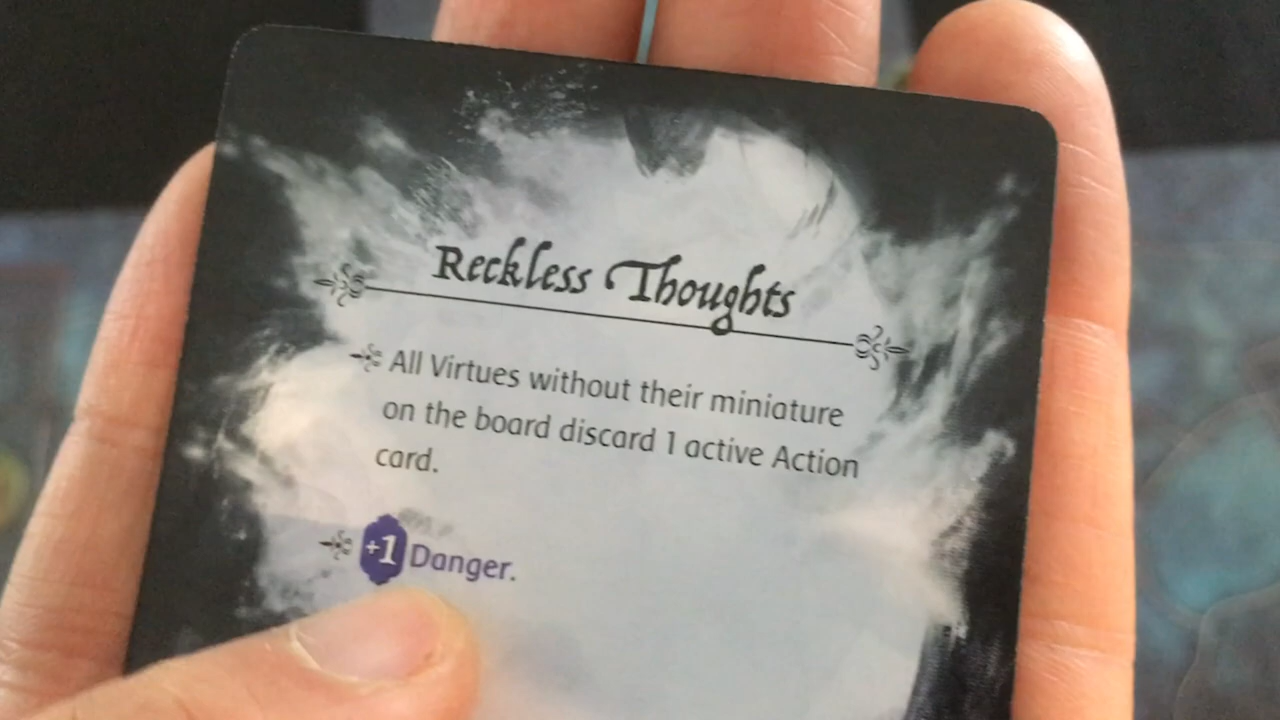 Reckless Thoughts
All Virtues without their miniature
on the board discard 1 active Action
card.
+1 Danger.